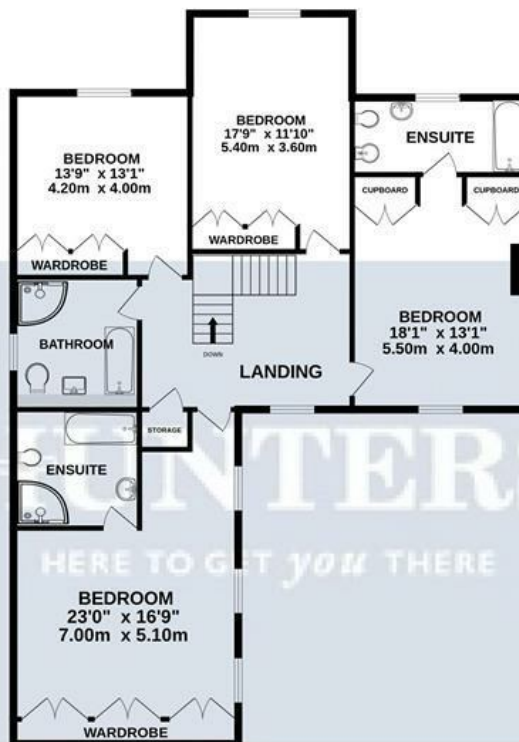 BEDROOM
17'9" x 11'10"
5.40m x 3.60m
ENSUITE
BEDROOM
13'9" x 13'1"
4.20m x 4.00m
CUPBOARD
CUPBOARD
WARDROBE
WARDROBE
BATHROOM
BEDROOM
18'1" x 13'1"
5.50m x 4.00m
DOWN
LANDING
STORAGE
ENSUITE
HUNTERS
HERE TO GET you THERE
BEDROOM
23'0" x 16'9"
7.00m x 5.10m
WARDROBE